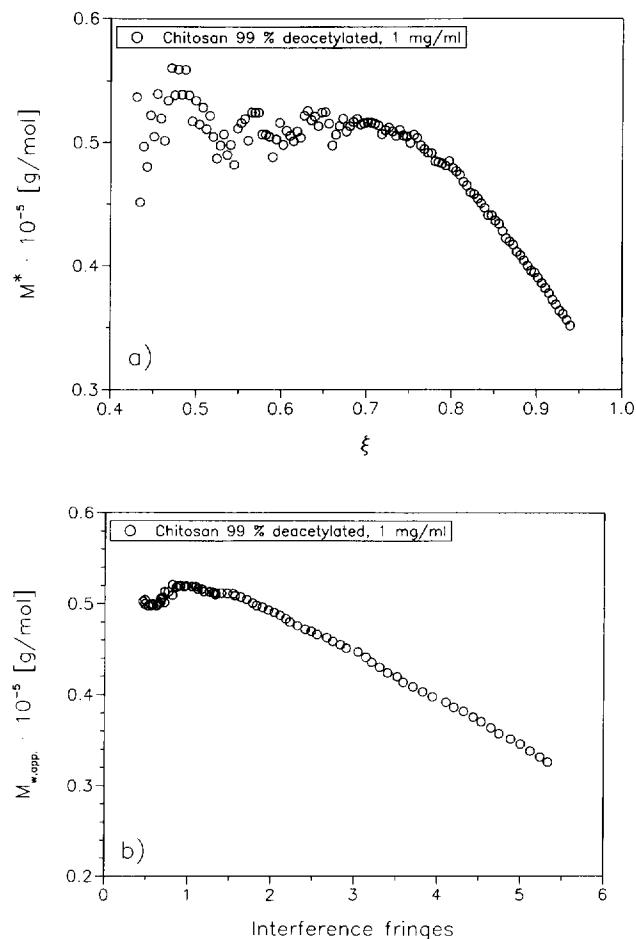 0.6
Chitosan 99 % deacetylated, 1 mg/ml
0.5
0.4
0.3
M* · 10⁻⁵ [g/mol]
a)
0.4 0.5 0.6 0.7 0.8 0.9 1.0
ξ
0.6
Chitosan 99 % deacetylated, 1 mg/ml
0.5
0.4
0.3
0.2
M_w,app. · 10⁻⁵ [g/mol]
b)
0 1 2 3 4 5 6
Interference fringes